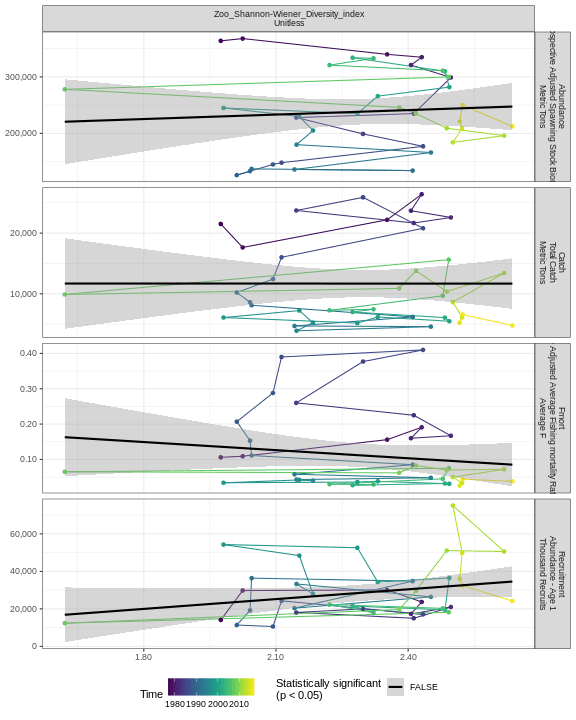 Zoo_Shannon-Wiener_Diversity_index
Unitless
300,000
200,000
Abundance
spective Adjusted Spawning Stock Bio
Metric Tons
20,000
10,000
Catch
Total Catch
Metric Tons
0.40
0.30
0.20
0.10
Fmort
Adjusted Average Fishing mortality Rat
Average F
60,000
40,000
20,000
0
Recruitment
Abundance - Age 1
Thousand Recruits
1.80
2.10
2.40
Time
1980 1990 2000 2010
Statistically significant
(p < 0.05)
FALSE